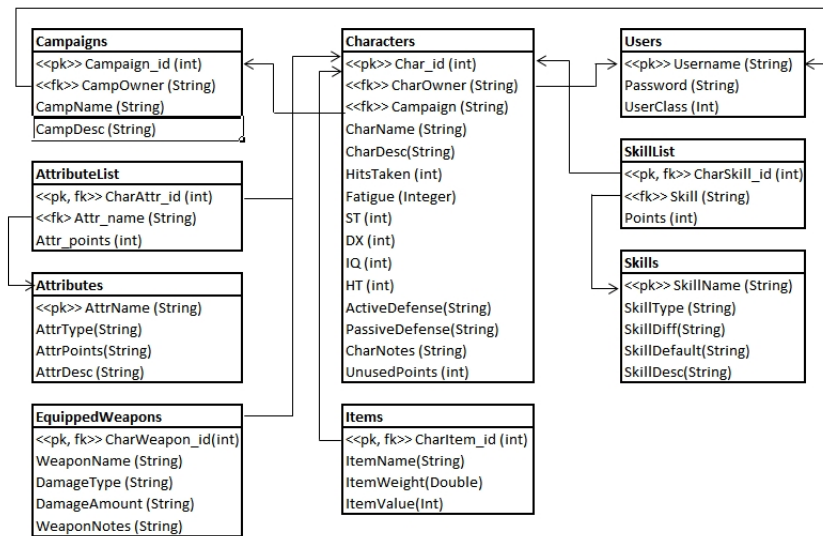 Campaigns
<<pk>> Campaign_id (int)
<<fk>> CampOwner (String)
CampName (String)
CampDesc (String)
AttributeList
<<pk, fk>> CharAttr_id (int)
<<fk> Attr_name (String)
Attr_points (int)
Attributes
<<pk>> AttrName (String)
AttrType(String)
AttrPoints(String)
AttrDesc (String)
EquippedWeapons
<<pk, fk>> CharWeapon_id(int)
WeaponName (String)
DamageType (String)
DamageAmount (String)
WeaponNotes (String)
Characters
<<pk>> Char_id (int)
<<fk>> CharOwner (String)
<<fk>> Campaign (String)
CharName (String)
CharDesc(String)
HitsTaken (int)
Fatigue (Integer)
ST (int)
DX (int)
IQ (int)
HT (int)
ActiveDefense(String)
PassiveDefense(String)
CharNotes (String)
UnusedPoints (int)
Items
<<pk, fk>> CharItem_id (int)
ItemName(String)
ItemWeight(Double)
ItemValue(Int)
Users
<<pk>> Username (String)
Password (String)
UserClass (Int)
SkillList
<<pk, fk>> CharSkill_id (int)
<<fk>> Skill (String)
Points (int)
Skills
<<pk>> SkillName (String)
SkillType (String)
SkillDiff(String)
SkillDefault(String)
SkillDesc(String)